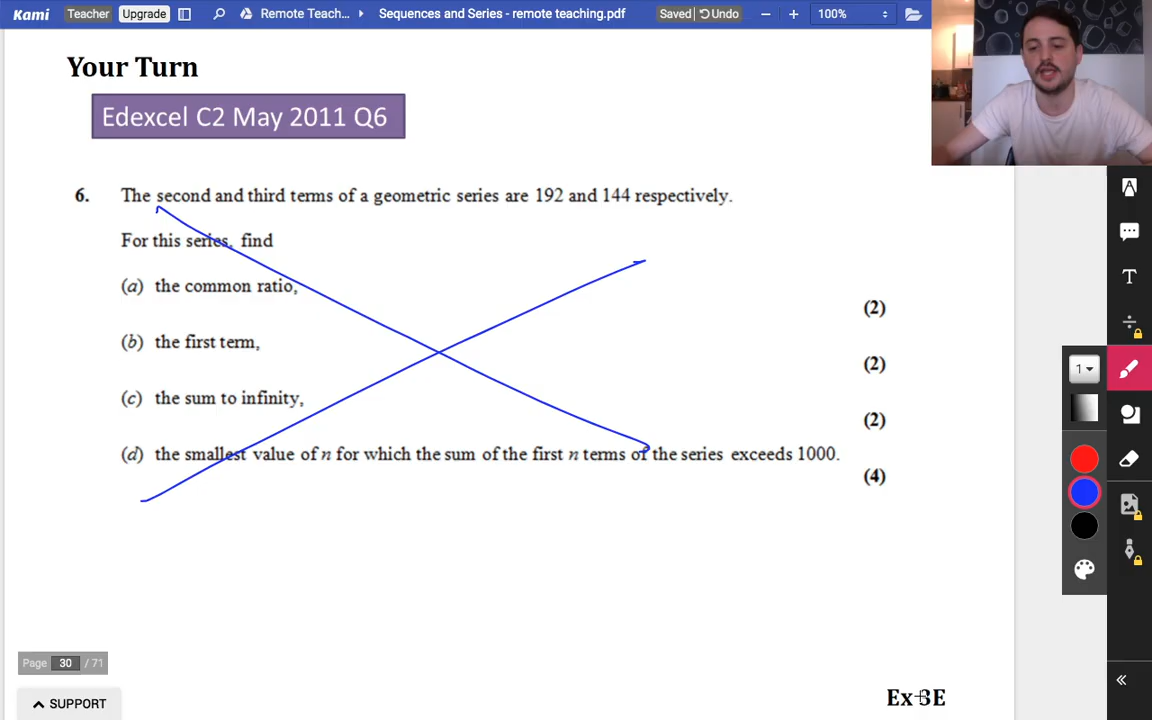 Kami Teacher Upgrade Remote Teach... Sequences and Series - remote teaching.pdf Saved Undo 100%
Your Turn
Edexcel C2 May 2011 Q6
6. The second and third terms of a geometric series are 192 and 144 respectively.
For this series, find
(a) the common ratio,
(2)
(b) the first term,
(2)
(c) the sum to infinity,
(2)
(d) the smallest value of n for which the sum of the first n terms of the series exceeds 1000.
(4)
T
1
Page 30 / 71
SUPPORT
Ex 3E